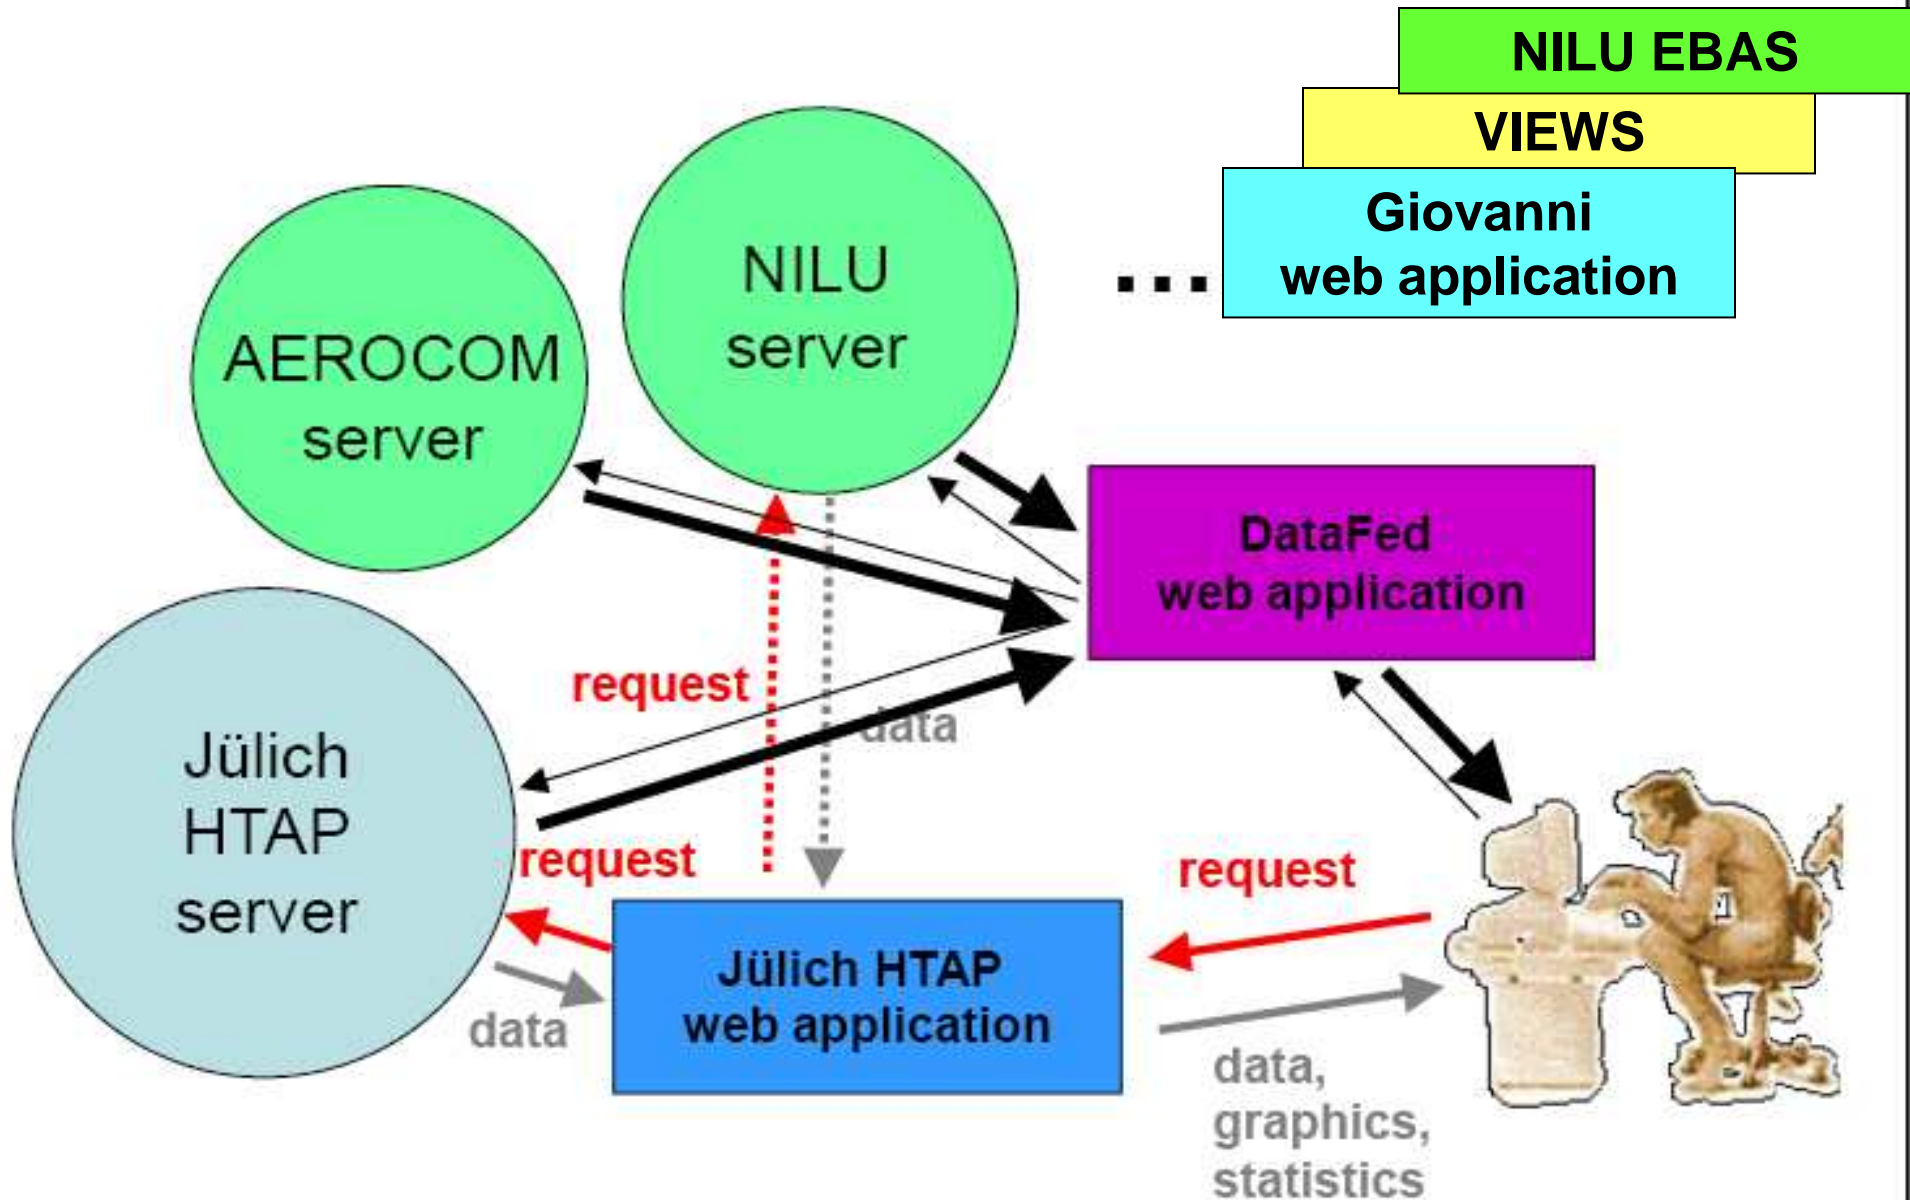 NILU EBAS
VIEWS
Giovanni
web application
...
NILU
server
AEROCOM
server
DataFed
web application
request
data
Jülich
HTAP
server
request
request
Jülich HTAP
web application
data
data,
graphics,
statistics